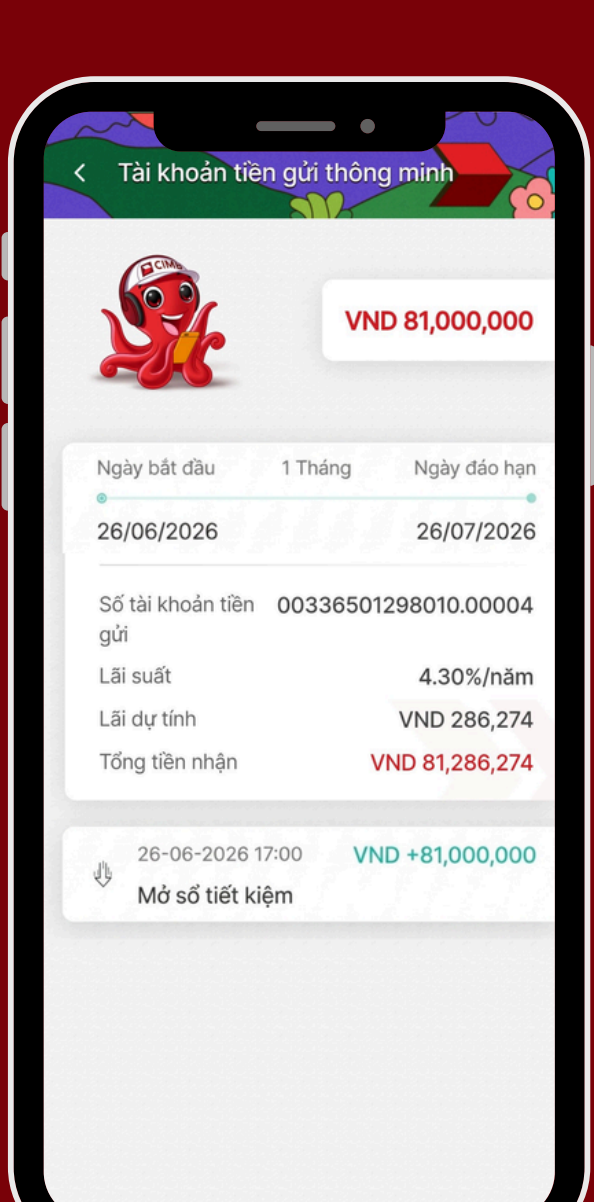 Tài khoản tiền gửi thông minh
CIMB
VND 81,000,000
Ngày bắt đầu 1 Tháng Ngày đáo hạn
26/06/2026 26/07/2026
Số tài khoản tiền gửi 00336501298010.00004
Lãi suất 4.30%/năm
Lãi dự tính VND 286,274
Tổng tiền nhận VND 81,286,274
26-06-2026 17:00 VND +81,000,000
Mở sổ tiết kiệm